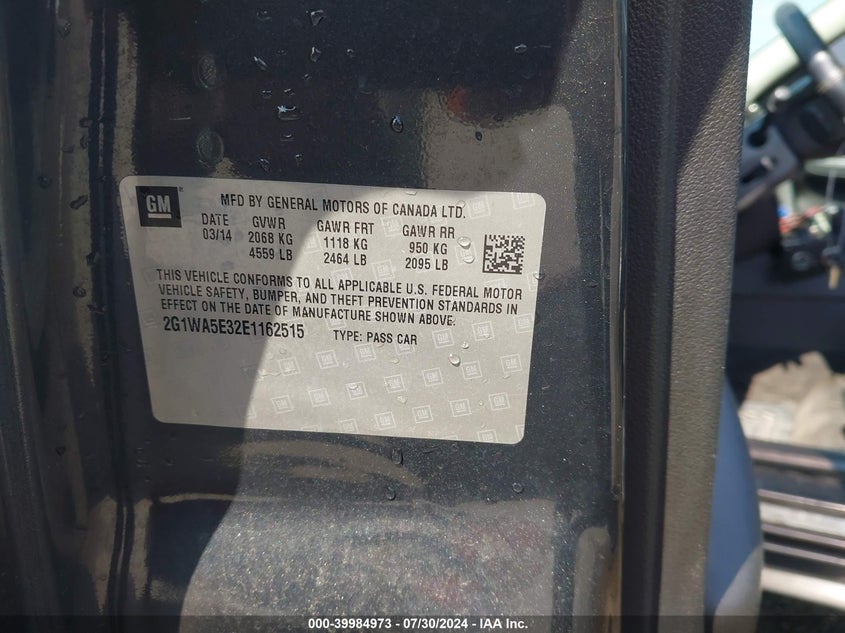 GM
MFD BY GENERAL MOTORS OF CANADA LTD.
DATE GVWR GAWR FRT GAWR RR
03/14 2068 KG 1118 KG 950 KG
4559 LB 2464 LB 2095 LB
THIS VEHICLE CONFORMS TO ALL APPLICABLE U.S. FEDERAL MOTOR
VEHICLE SAFETY, BUMPER, AND THEFT PREVENTION STANDARDS IN
EFFECT ON THE DATE OF MANUFACTURE SHOWN ABOVE.
2G1WA5E32E1162515 TYPE: PASS CAR
000-39984973 - 07/30/2024 - IAA Inc.